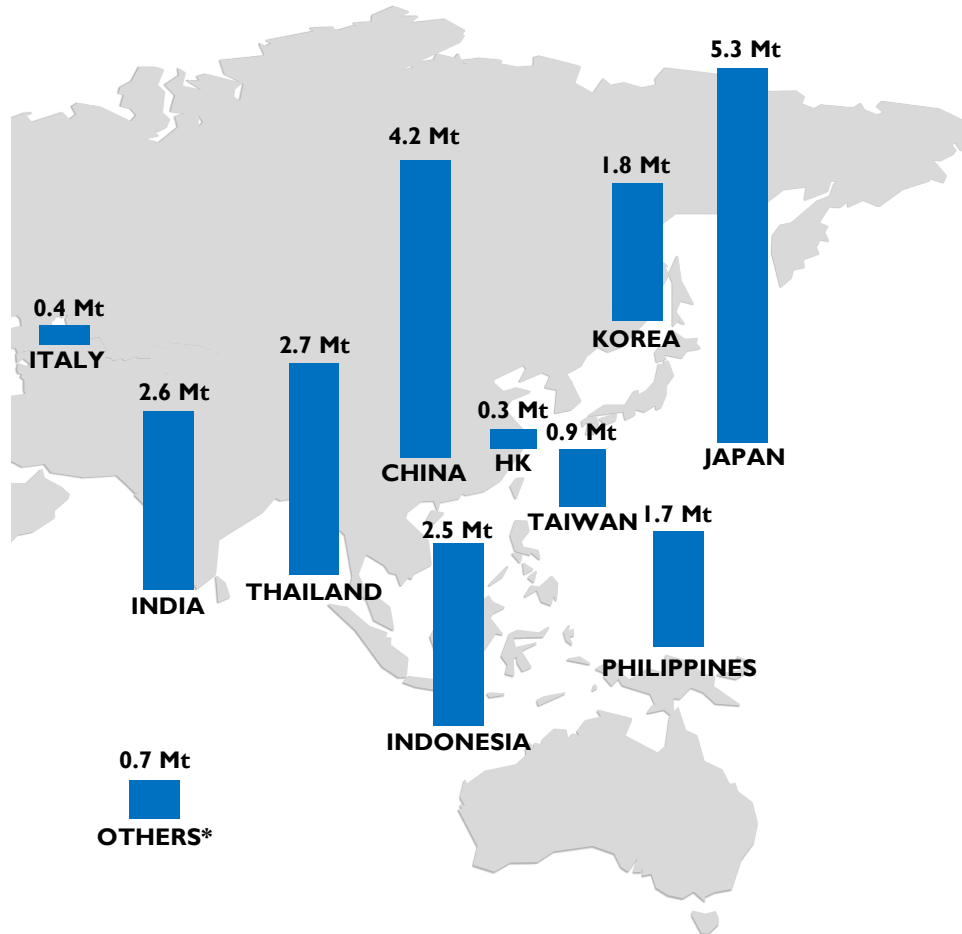 5.3 Mt
JAPAN
4.2 Mt
CHINA
1.8 Mt
KOREA
0.4 Mt
ITALY
2.7 Mt
THAILAND
2.6 Mt
INDIA
0.3 Mt
HK
0.9 Mt
TAIWAN
1.7 Mt
PHILIPPINES
2.5 Mt
INDONESIA
0.7 Mt
OTHERS*